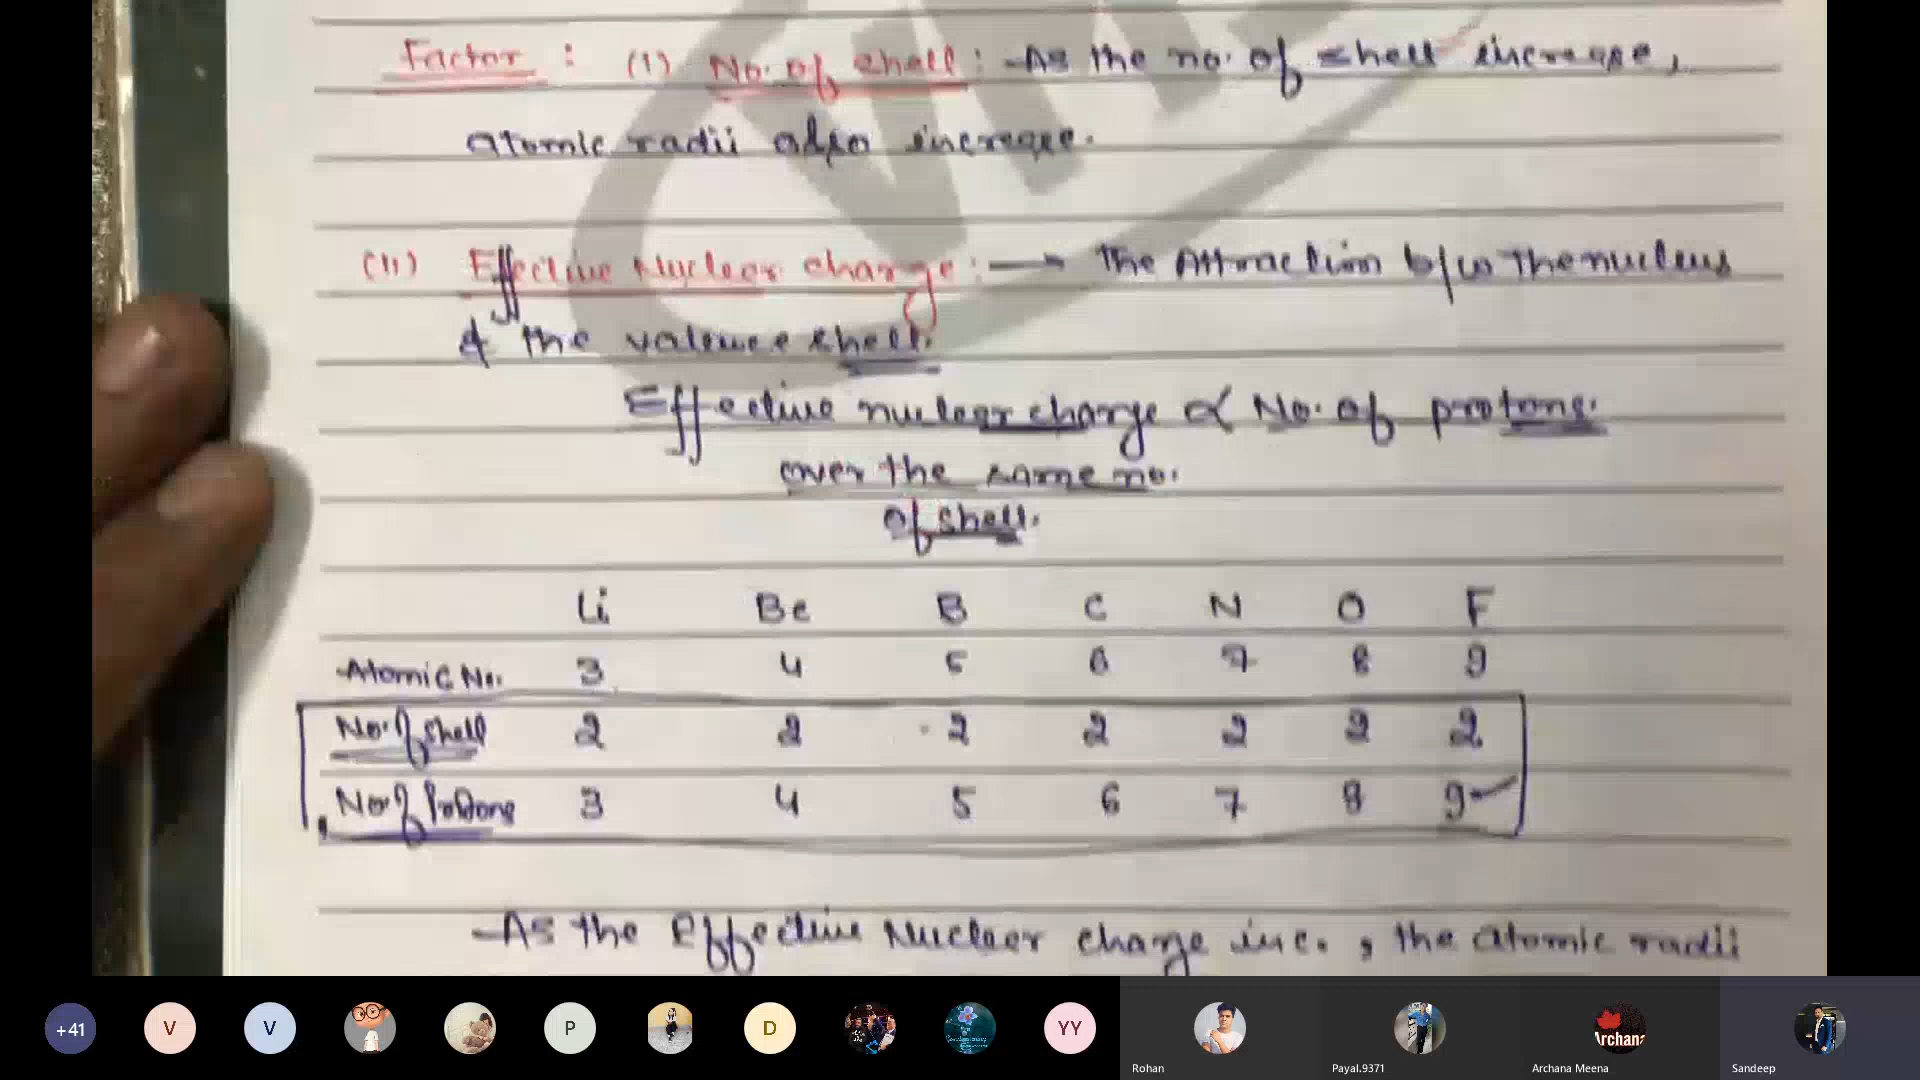 Factor : (i) No. of shell : As the no. of shell increase,
atomic radii also increase.
(ii) Effective Nuclear charge : → The Attraction b/w The nucleus
& the valence shell.
Effective nuclear charge ∝ No. of protons.
over the same no.
of shell.
Li Be B C N O F
Atomic No. 3 4 5 6 7 8 9
No. of shell 2 2 2 2 2 2 2
No. of Protons 3 4 5 6 7 8 9
As the Effective Nuclear charge inc. , the atomic radii
+41 V V P D YY
Rohan Payal.9371 Archana Meena Sandeep